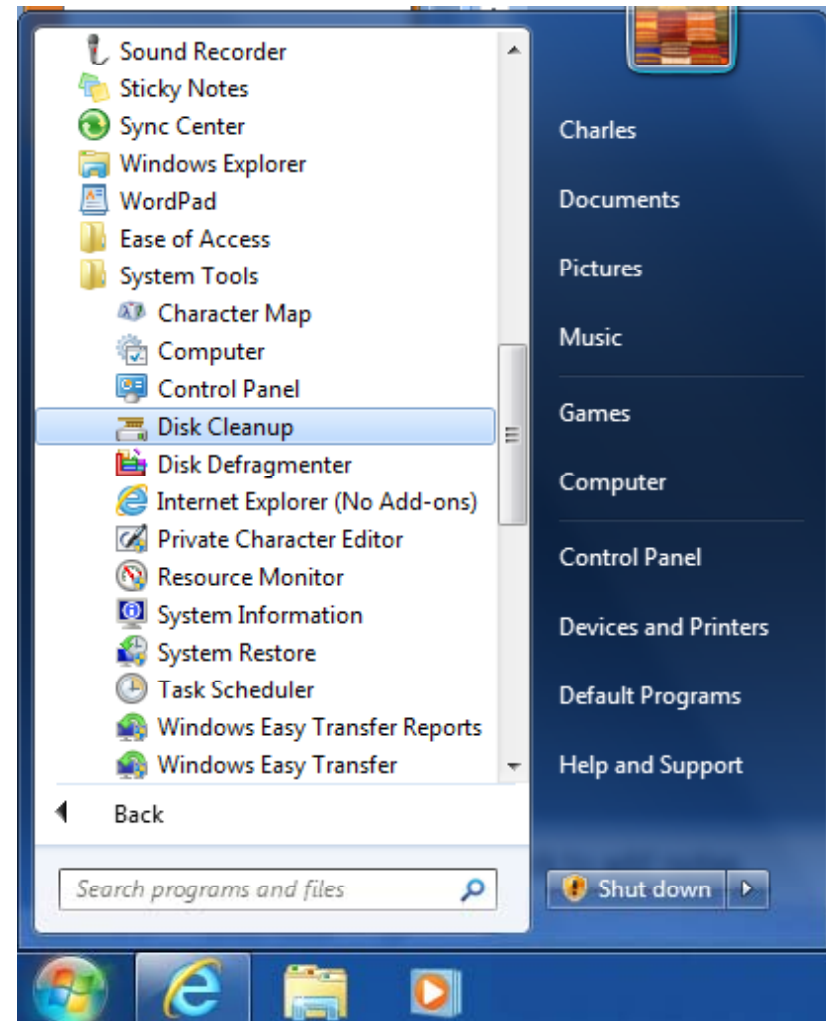 Sound Recorder
Sticky Notes
Sync Center
Windows Explorer
WordPad
Ease of Access
System Tools
Character Map
Computer
Control Panel
Disk Cleanup
Disk Defragmenter
Internet Explorer (No Add-ons)
Private Character Editor
Resource Monitor
System Information
System Restore
Task Scheduler
Windows Easy Transfer Reports
Windows Easy Transfer
Back
Search programs and files
Charles
Documents
Pictures
Music
Games
Computer
Control Panel
Devices and Printers
Default Programs
Help and Support
Shut down